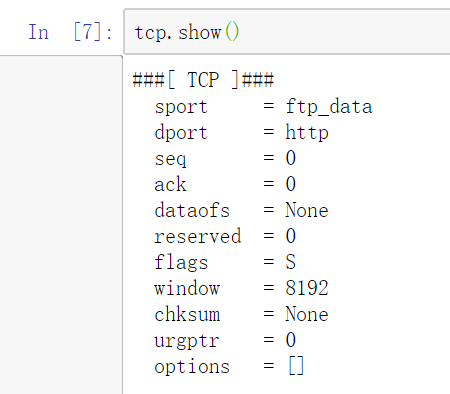 In [7]: tcp.show()
###[ TCP ]###
  sport     = ftp_data
  dport     = http
  seq       = 0
  ack       = 0
  dataofs   = None
  reserved  = 0
  flags     = S
  window    = 8192
  chksum    = None
  urgptr    = 0
  options   = []